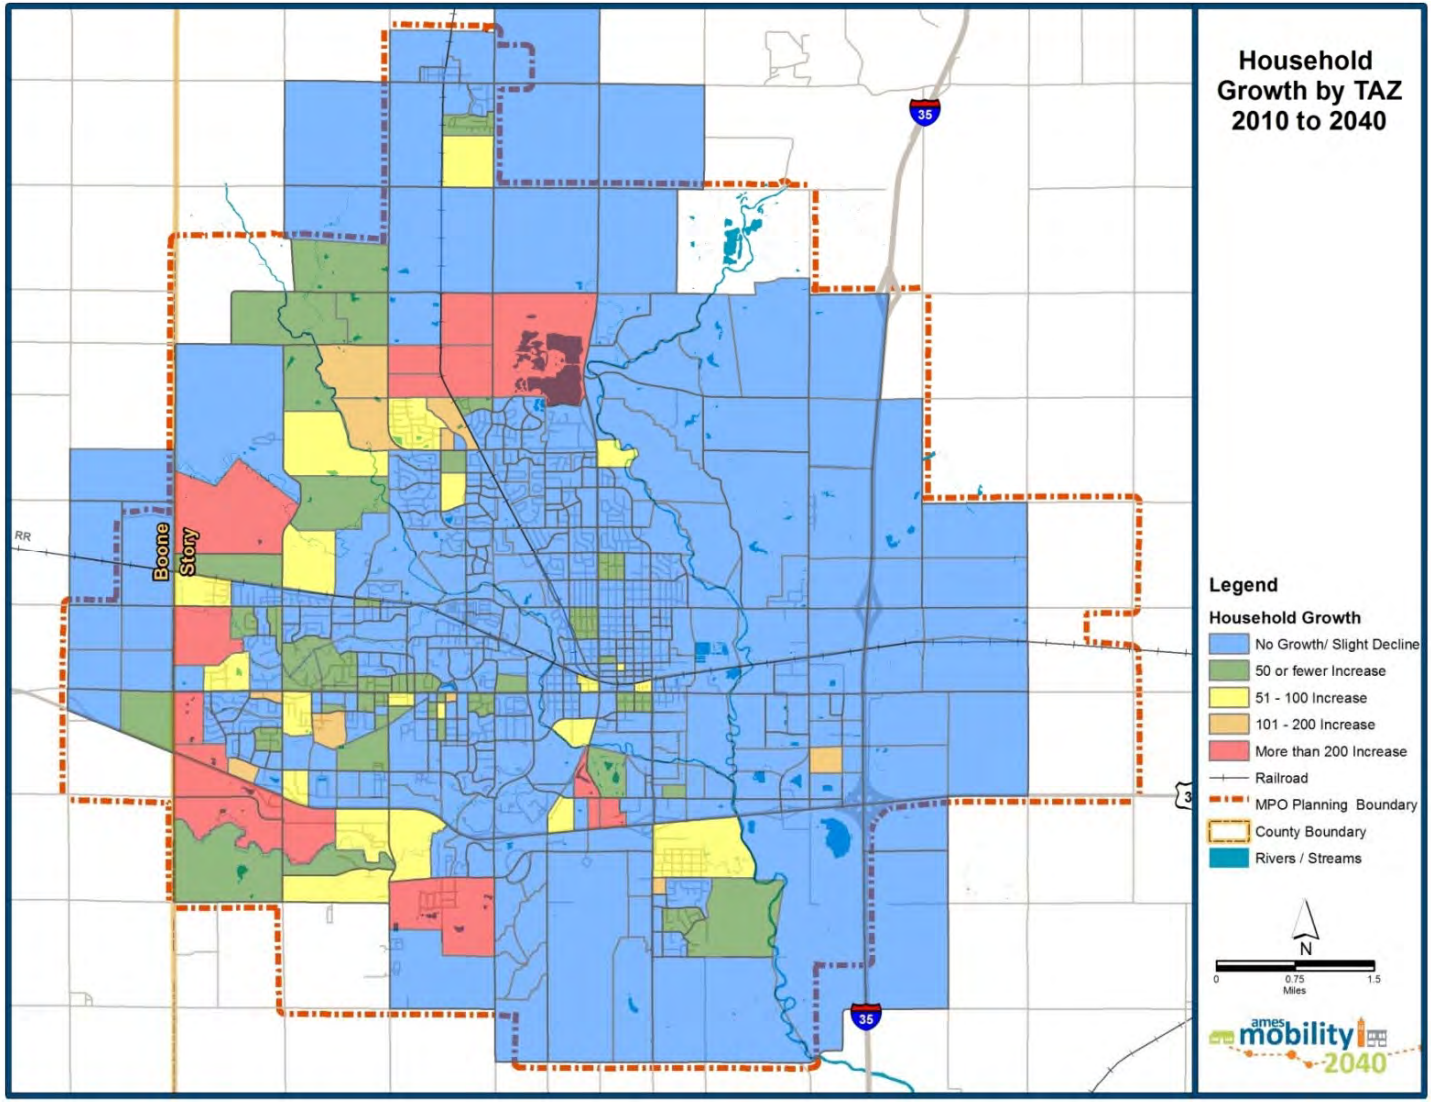 Household
Growth by TAZ
2010 to 2040
35
RR
Boone
Story
3
35
Legend
Household Growth
No Growth/ Slight Decline
50 or fewer Increase
51 - 100 Increase
101 - 200 Increase
More than 200 Increase
Railroad
MPO Planning Boundary
County Boundary
Rivers / Streams
N
0 0.75 1.5
Miles
ames
mobility
2040